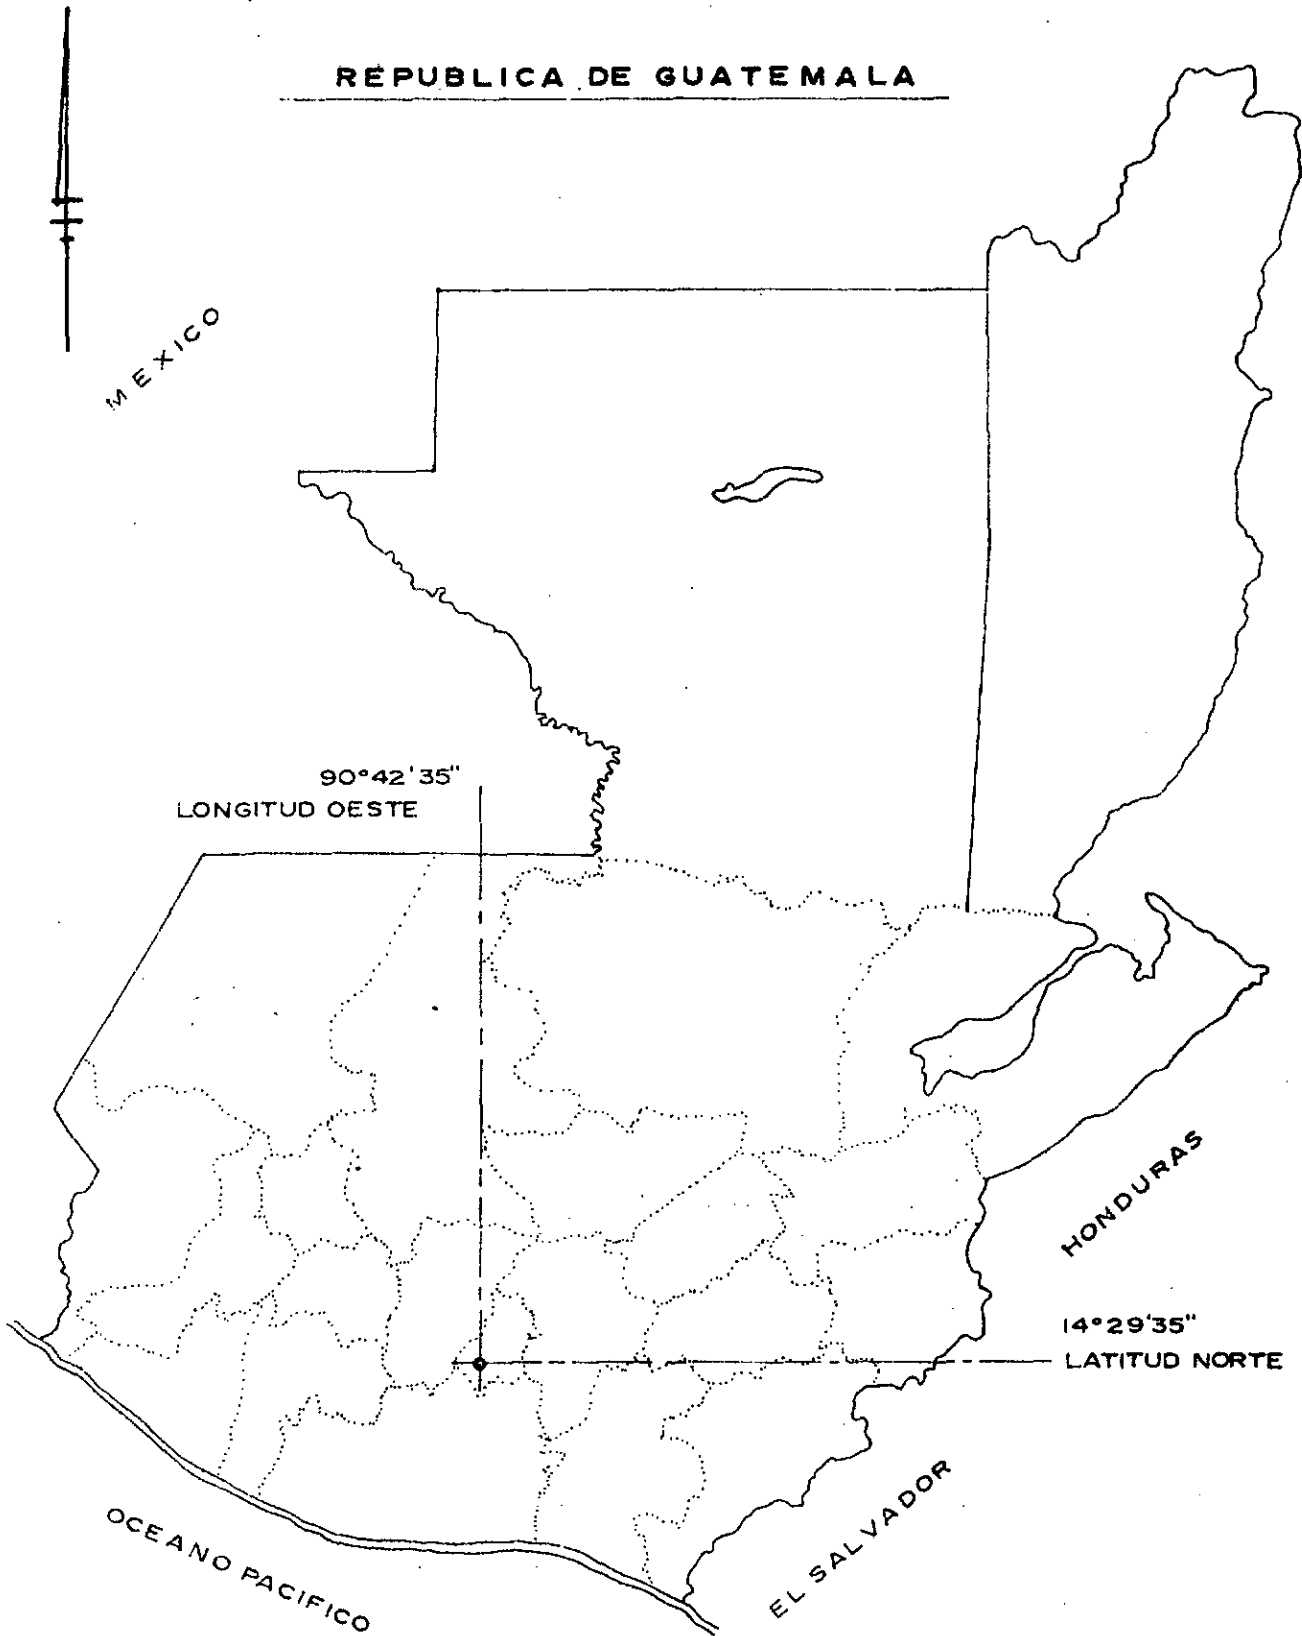 REPUBLICA DE GUATEMALA
MEXICO
90°42'35"
LONGITUD OESTE
HONDURAS
14°29'35"
LATITUD NORTE
EL SALVADOR
OCEANO PACIFICO